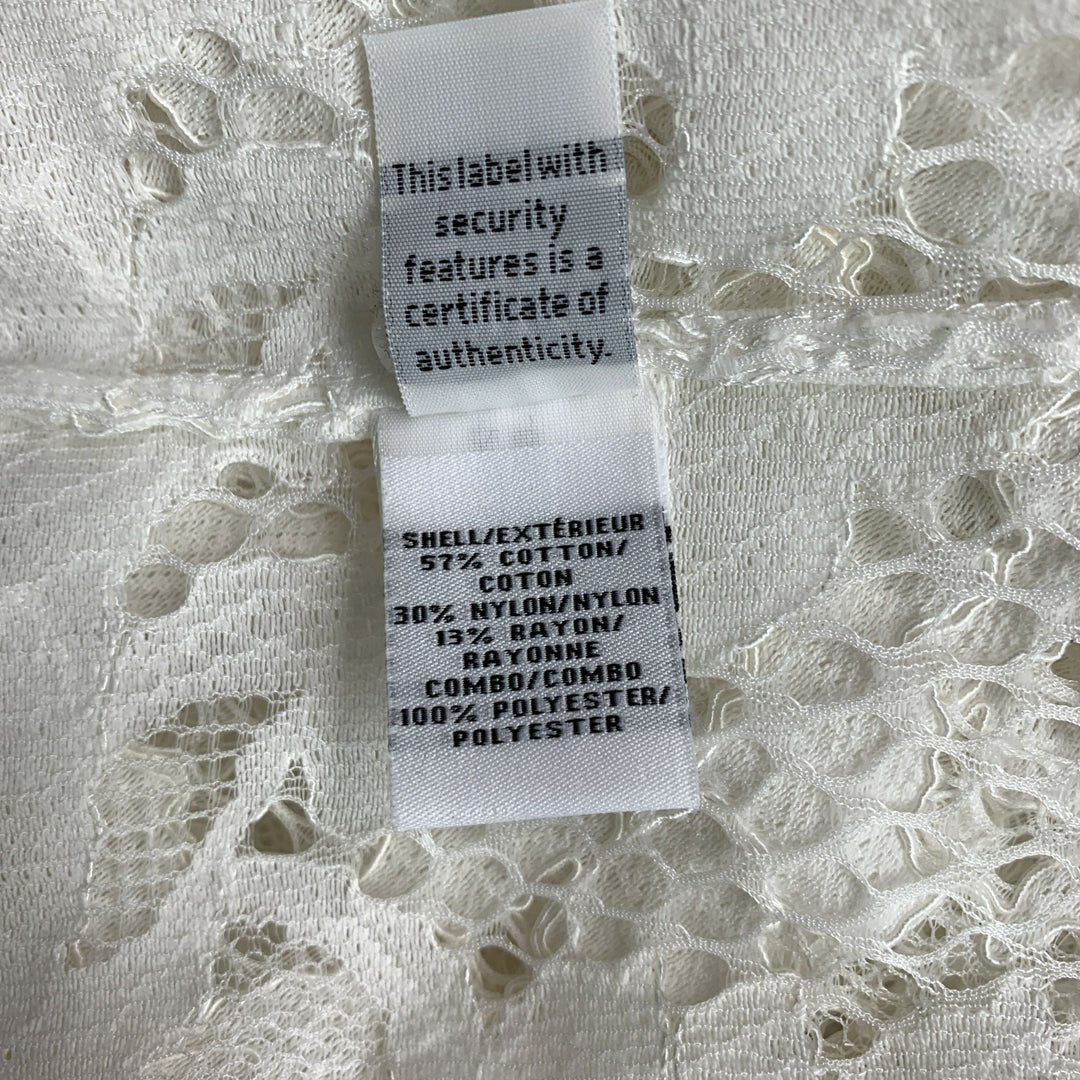 This label with
security
features is a
certificate of
authenticity.
SHELL/EXTÉRIEUR
57% COTTON/
COTON
30% NYLON/NYLON
13% RAYON/
RAYONNE
COMBO/COMBO
100% POLYESTER/
POLYESTER